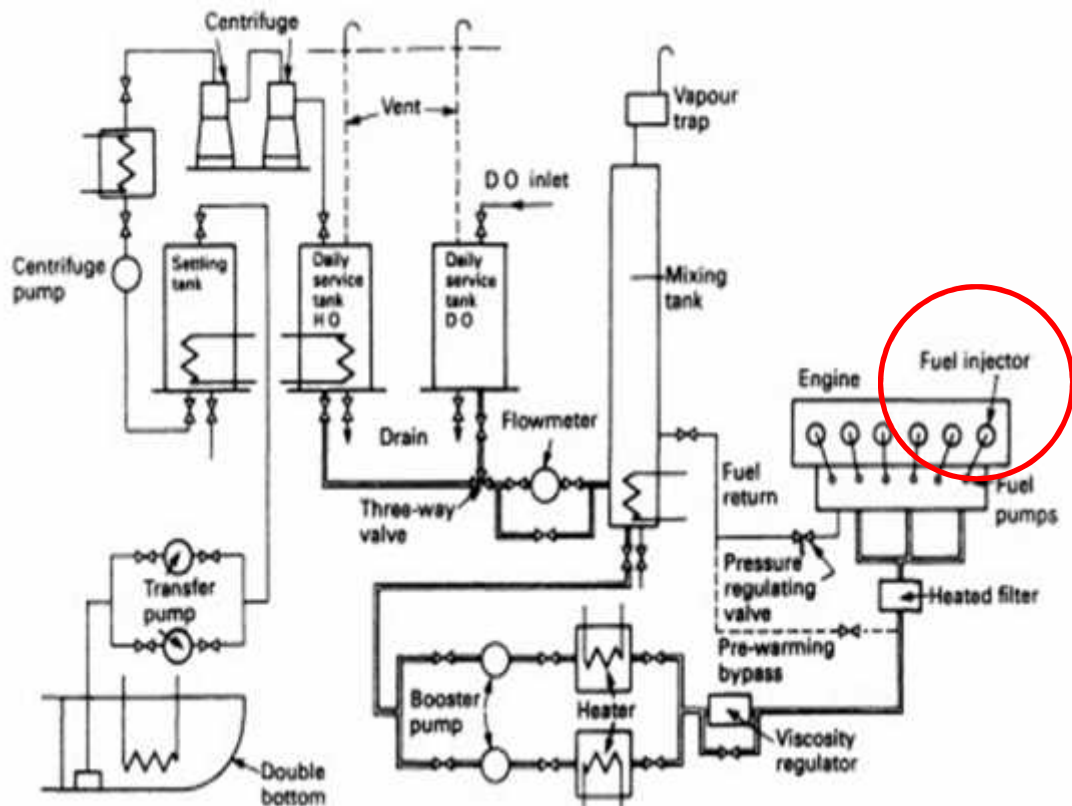 Centrifuge
Vent
Vapour
trap
D O inlet
Centrifuge
pump
Settling
tank
Daily
service
tank
H O
Daily
service
tank
D O
Mixing
tank
Engine
Fuel injector
Drain
Flowmeter
Three-way
valve
Fuel
return
Fuel
pumps
Pressure
regulating
valve
Heated filter
Transfer
pump
Pre-warming
bypass
Booster
pump
Heater
Viscosity
regulator
Double
bottom